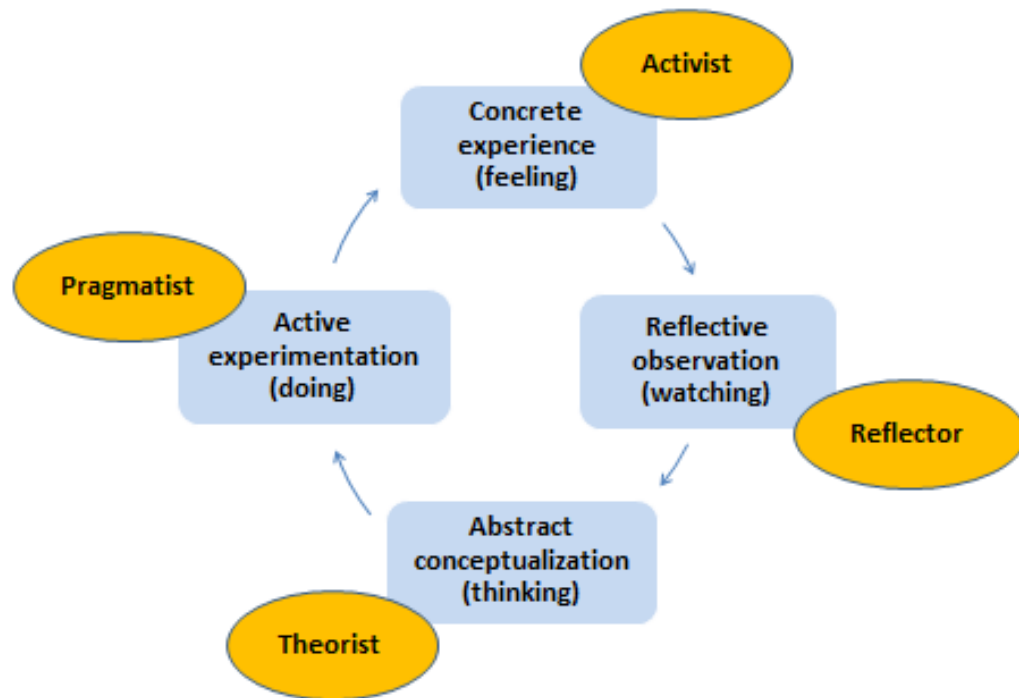 Activist
Concrete
experience
(feeling)
Pragmatist
Active
experimentation
(doing)
Reflective
observation
(watching)
Reflector
Abstract
conceptualization
(thinking)
Theorist